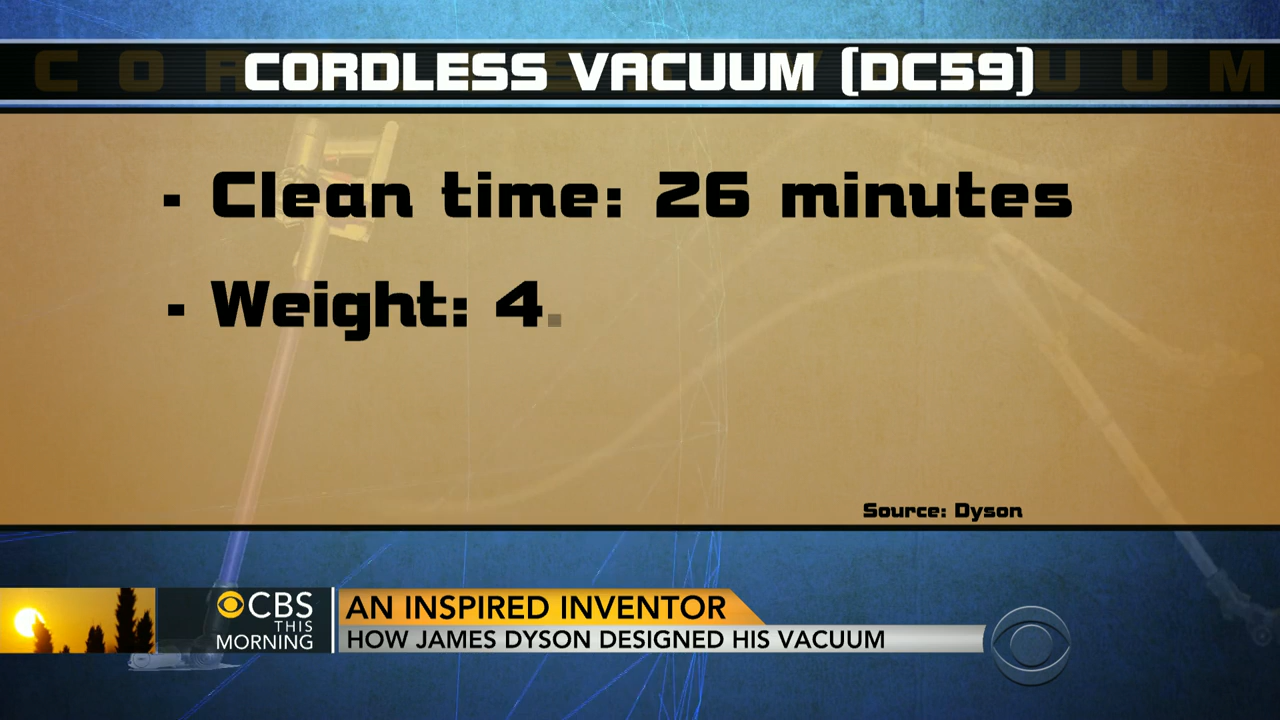 CORDLESS VACUUM (DC59)
- Clean time: 26 minutes
- Weight: 4.
Source: Dyson
CBS
THIS
MORNING
AN INSPIRED INVENTOR
HOW JAMES DYSON DESIGNED HIS VACUUM